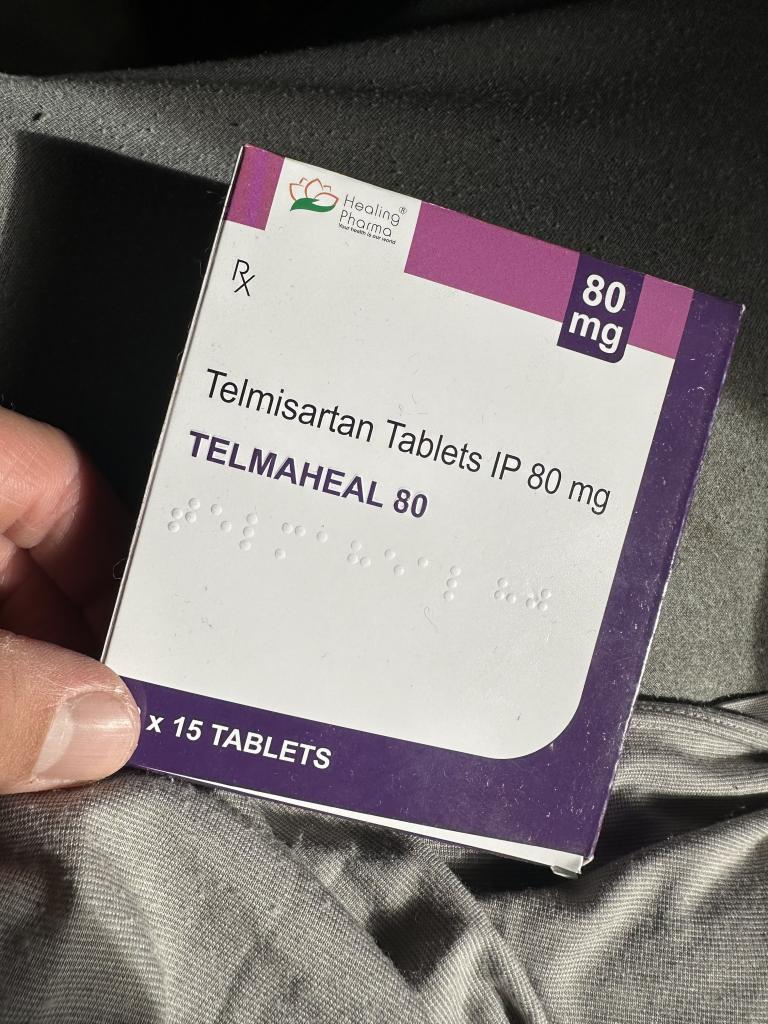 Healing®
Pharma
Your health is our world
80
mg
Rx
Telmisartan Tablets IP 80 mg
TELMAHEAL 80
x 15 TABLETS